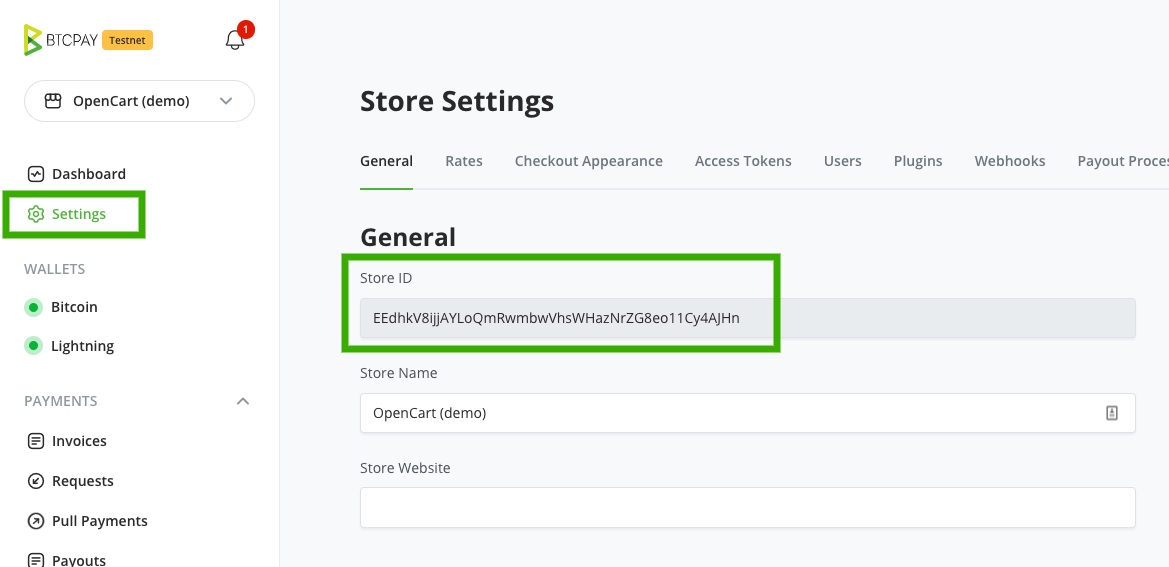 BTCPAY Testnet
1
OpenCart (demo)
Dashboard
Settings
WALLETS
Bitcoin
Lightning
PAYMENTS
Invoices
Requests
Pull Payments
Payouts
Store Settings
General Rates Checkout Appearance Access Tokens Users Plugins Webhooks Payout Proces
General
Store ID
EEdhkV8ijjAYLoQmRwmbwVhsWHazNrZG8eo11Cy4AJHn
Store Name
OpenCart (demo)
Store Website